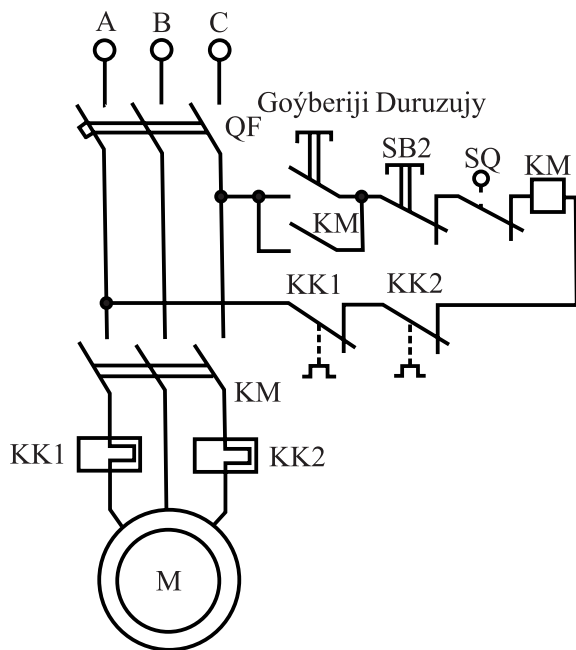 A B C
Goýberiji Duruzujy
QF SB2 SQ KM
KM
KK1 KK2
KM
KK1 KK2
M